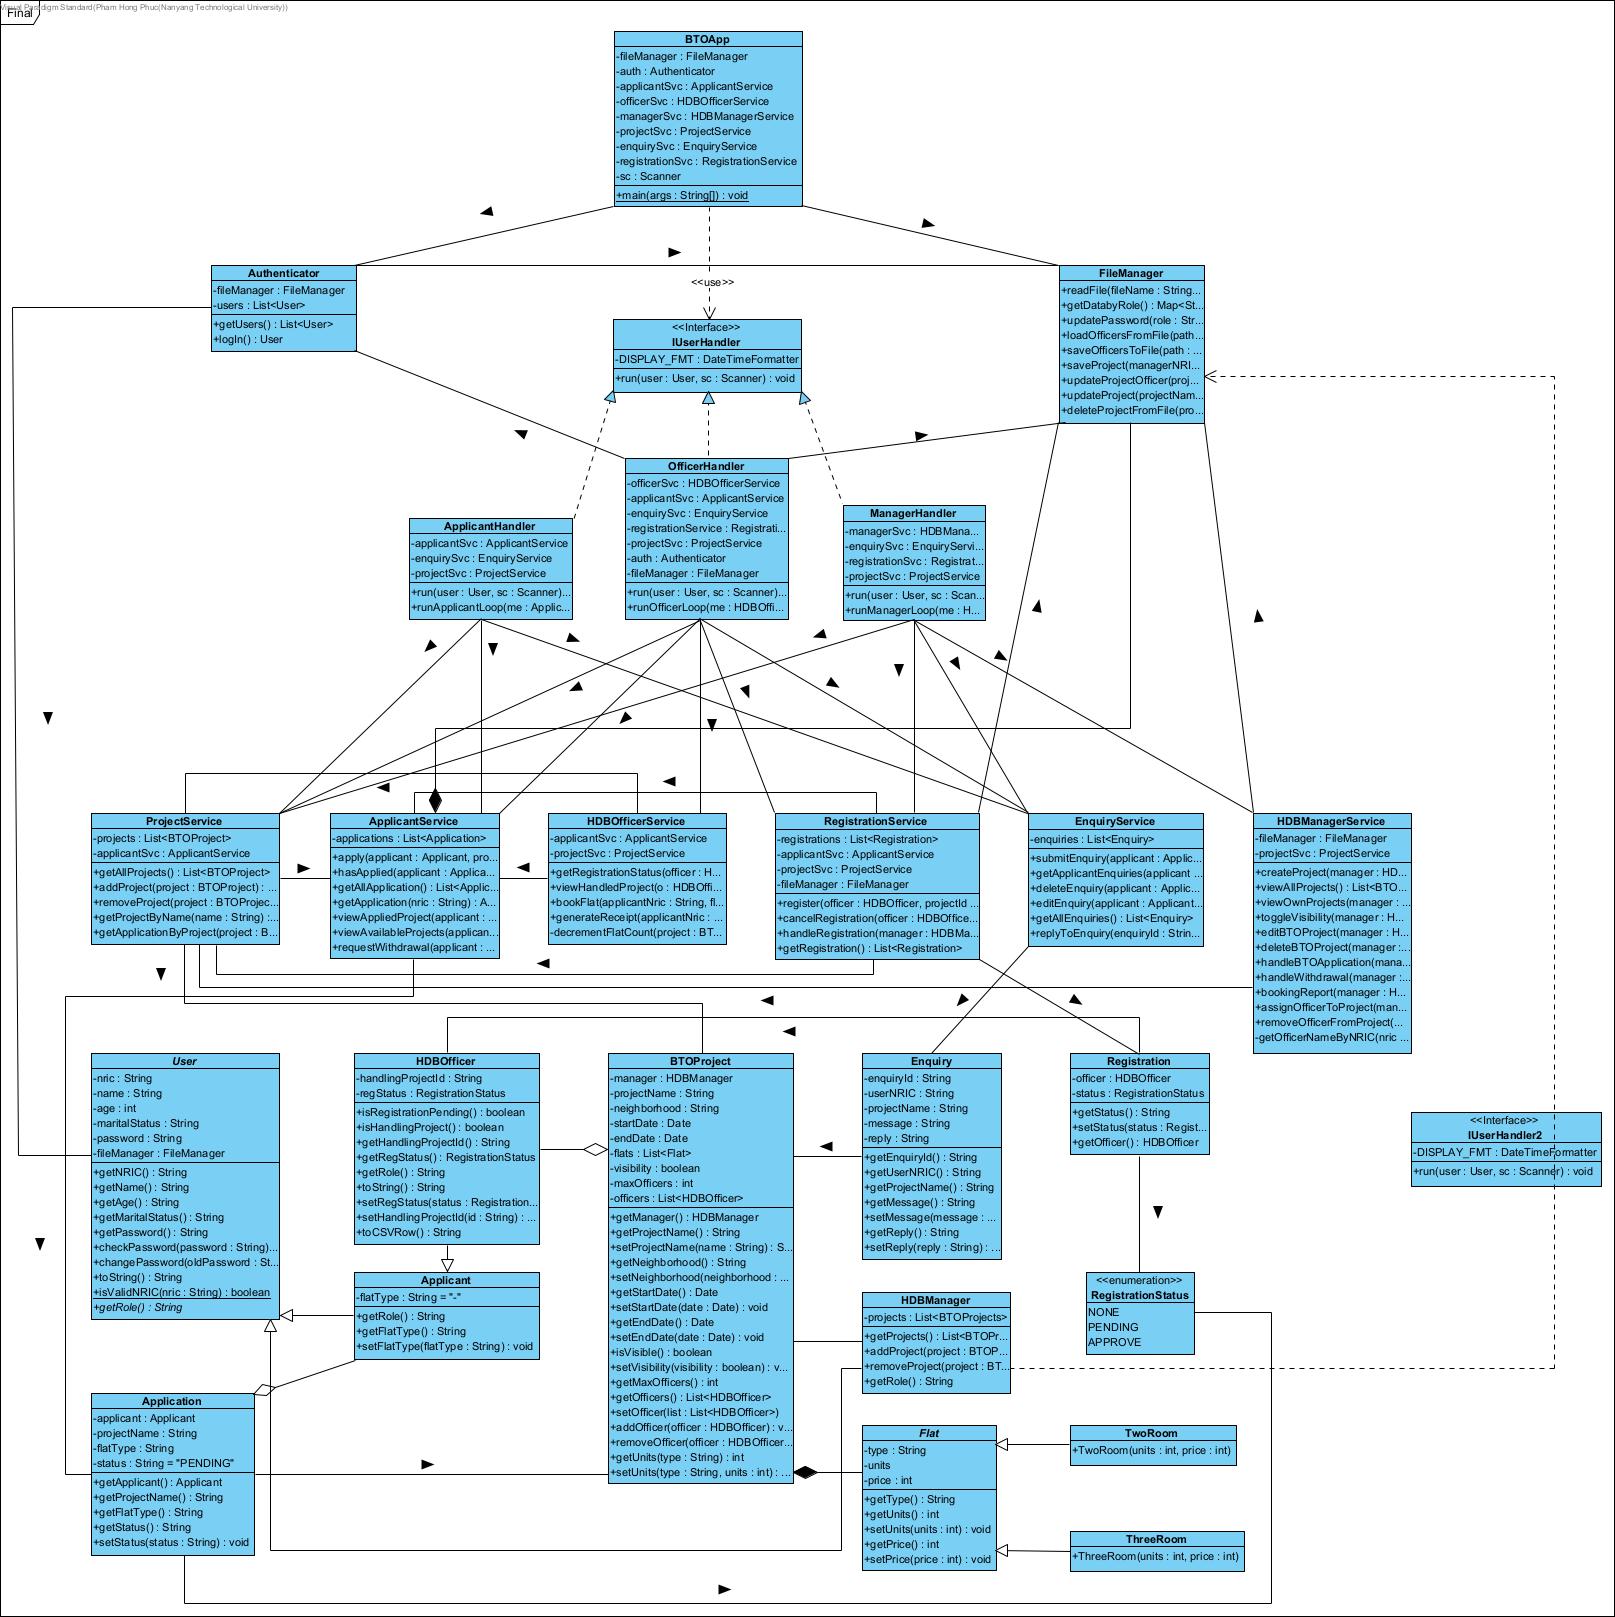 Visual Paradigm Standard(Pham Hong Phuc(Nanyang Technological University))
Final
BTOApp
-fileManager : FileManager
-auth : Authenticator
-applicantSvc : ApplicantService
-officerSvc : HDBOfficerService
-managerSvc : HDBManagerService
-projectSvc : ProjectService
-enquirySvc : EnquiryService
-registrationSvc : RegistrationService
-sc : Scanner
+main(args : String[]) : void
Authenticator
-fileManager : FileManager
-users : List<User>
+getUsers() : List<User>
+logIn() : User
<<use>>
FileManager
+readFile(fileName : String...
+getDatabyRole() : Map<St...
+updatePassword(role : Str...
+loadOfficersFromFile(path...
+saveOfficersToFile(path : ...
+saveProject(managerNRI...
+updateProjectOfficer(proj...
+updateProject(projectNam...
+deleteProjectFromFile(pro...
<<Interface>>
IUserHandler
-DISPLAY_FMT : DateTimeFormatter
+run(user : User, sc : Scanner) : void
ApplicantHandler
-applicantSvc : ApplicantService
-enquirySvc : EnquiryService
-projectSvc : ProjectService
+run(user : User, sc : Scanner)...
+runApplicantLoop(me : Applic...
OfficerHandler
-officerSvc : HDBOfficerService
-applicantSvc : ApplicantService
-enquirySvc : EnquiryService
-registrationService : Registrati...
-projectSvc : ProjectService
-auth : Authenticator
-fileManager : FileManager
+run(user : User, sc : Scanner)...
+runOfficerLoop(me : HDBOffi...
ManagerHandler
-managerSvc : HDBMana...
-enquirySvc : EnquiryServi...
-registrationSvc : Registrat...
-projectSvc : ProjectService
+run(user : User, sc : Scan...
+runManagerLoop(me : H...
ProjectService
-projects : List<BTOProject>
-applicantSvc : ApplicantService
+getAllProjects() : List<BTOProject>
+addProject(project : BTOProject) : ...
+removeProject(project : BTOProjec...
+getProjectByName(name : String) :...
+getApplicationByProject(project : B...
ApplicantService
-applications : List<Application>
+apply(applicant : Applicant, pro...
+hasApplied(applicant : Applica...
+getAllApplication() : List<Applic...
+getApplication(nric : String) : A...
+viewAppliedProject(applicant : ...
+viewAvailableProjects(applican...
+requestWithdrawal(applicant : ...
HDBOfficerService
-applicantSvc : ApplicantService
-projectSvc : ProjectService
+getRegistrationStatus(officer : H...
+viewHandledProject(o : HDBOffi...
+bookFlat(applicantNric : String, fl...
+generateReceipt(applicantNric : ...
-decrementFlatCount(project : BT...
RegistrationService
-registrations : List<Registration>
-applicantSvc : ApplicantService
-projectSvc : ProjectService
-fileManager : FileManager
+register(officer : HDBOfficer, projectId ...
+cancelRegistration(officer : HDBOffice...
+handleRegistration(manager : HDBMa...
+getRegistration() : List<Registration>
EnquiryService
-enquiries : List<Enquiry>
+submitEnquiry(applicant : Applic...
+getApplicantEnquiries(applicant ...
+deleteEnquiry(applicant : Applic...
+editEnquiry(applicant : Applicant...
+getAllEnquiries() : List<Enquiry>
+replyToEnquiry(enquiryId : Strin...
HDBManagerService
-fileManager : FileManager
-projectSvc : ProjectService
+createProject(manager : HD...
+viewAllProjects() : List<BTO...
+viewOwnProjects(manager : ...
+toggleVisibility(manager : H...
+editBTOProject(manager : H...
+deleteBTOProject(manager :...
+handleBTOApplication(mana...
+handleWithdrawal(manager :...
+bookingReport(manager : H...
+assignOfficerToProject(man...
+removeOfficerFromProject(...
-getOfficerNameByNRIC(nric ...
User
-nric : String
-name : String
-age : int
-maritalStatus : String
-password : String
-fileManager : FileManager
+getNRIC() : String
+getName() : String
+getAge() : String
+getMaritalStatus() : String
+getPassword() : String
+checkPassword(password : String)...
+changePassword(oldPassword : St...
+toString() : String
+isValidNRIC(nric : String) : boolean
+getRole() : String
HDBOfficer
-handlingProjectId : String
-regStatus : RegistrationStatus
+isRegistrationPending() : boolean
+isHandlingProject() : boolean
+getHandlingProjectId() : String
+getRegStatus() : RegistrationStatus
+getRole() : String
+toString() : String
+setRegStatus(status : Registration...
+setHandlingProjectId(id : String) : ...
+toCSVRow() : String
BTOProject
-manager : HDBManager
-projectName : String
-neighborhood : String
-startDate : Date
-endDate : Date
-flats : List<Flat>
-visibility : boolean
-maxOfficers : int
-officers : List<HDBOfficer>
+getManager() : HDBManager
+getProjectName() : String
+setProjectName(name : String) : S...
+getNeighborhood() : String
+setNeighborhood(neighborhood : ...
+getStartDate() : Date
+setStartDate(date : Date) : void
+getEndDate() : Date
+setEndDate(date : Date) : void
+isVisible() : boolean
+setVisibility(visibility : boolean) : v...
+getMaxOfficers() : int
+getOfficers() : List<HDBOfficer>
+setOfficer(list : List<HDBOfficer>)
+addOfficer(officer : HDBOfficer) : v...
+removeOfficer(officer : HDBOfficer...
+getUnits(type : String) : int
+setUnits(type : String, units : int) : ...
Enquiry
-enquiryId : String
-userNRIC : String
-projectName : String
-message : String
-reply : String
+getEnquiryId() : String
+getUserNRIC() : String
+getProjectName() : String
+getMessage() : String
+setMessage(message : ...
+getReply() : String
+setReply(reply : String) : ...
Registration
-officer : HDBOfficer
-status : RegistrationStatus
+getStatus() : String
+setStatus(status : Regist...
+getOfficer() : HDBOfficer
<<Interface>>
IUserHandler2
-DISPLAY_FMT : DateTimeFormatter
+run(user : User, sc : Scanner) : void
Applicant
-flatType : String = "-"
+getRole() : String
+getFlatType() : String
+setFlatType(flatType : String) : void
<<enumeration>>
RegistrationStatus
NONE
PENDING
APPROVE
HDBManager
-projects : List<BTOProjects>
+getProjects() : List<BTOPr...
+addProject(project : BTOP...
+removeProject(project : BT...
+getRole() : String
Application
-applicant : Applicant
-projectName : String
-flatType : String
-status : String = "PENDING"
+getApplicant() : Applicant
+getProjectName() : String
+getFlatType() : String
+getStatus() : String
+setStatus(status : String) : void
Flat
-type : String
-units
-price : int
+getType() : String
+getUnits() : int
+setUnits(units : int) : void
+getPrice() : int
+setPrice(price : int) : void
TwoRoom
+TwoRoom(units : int, price : int)
ThreeRoom
+ThreeRoom(units : int, price : int)